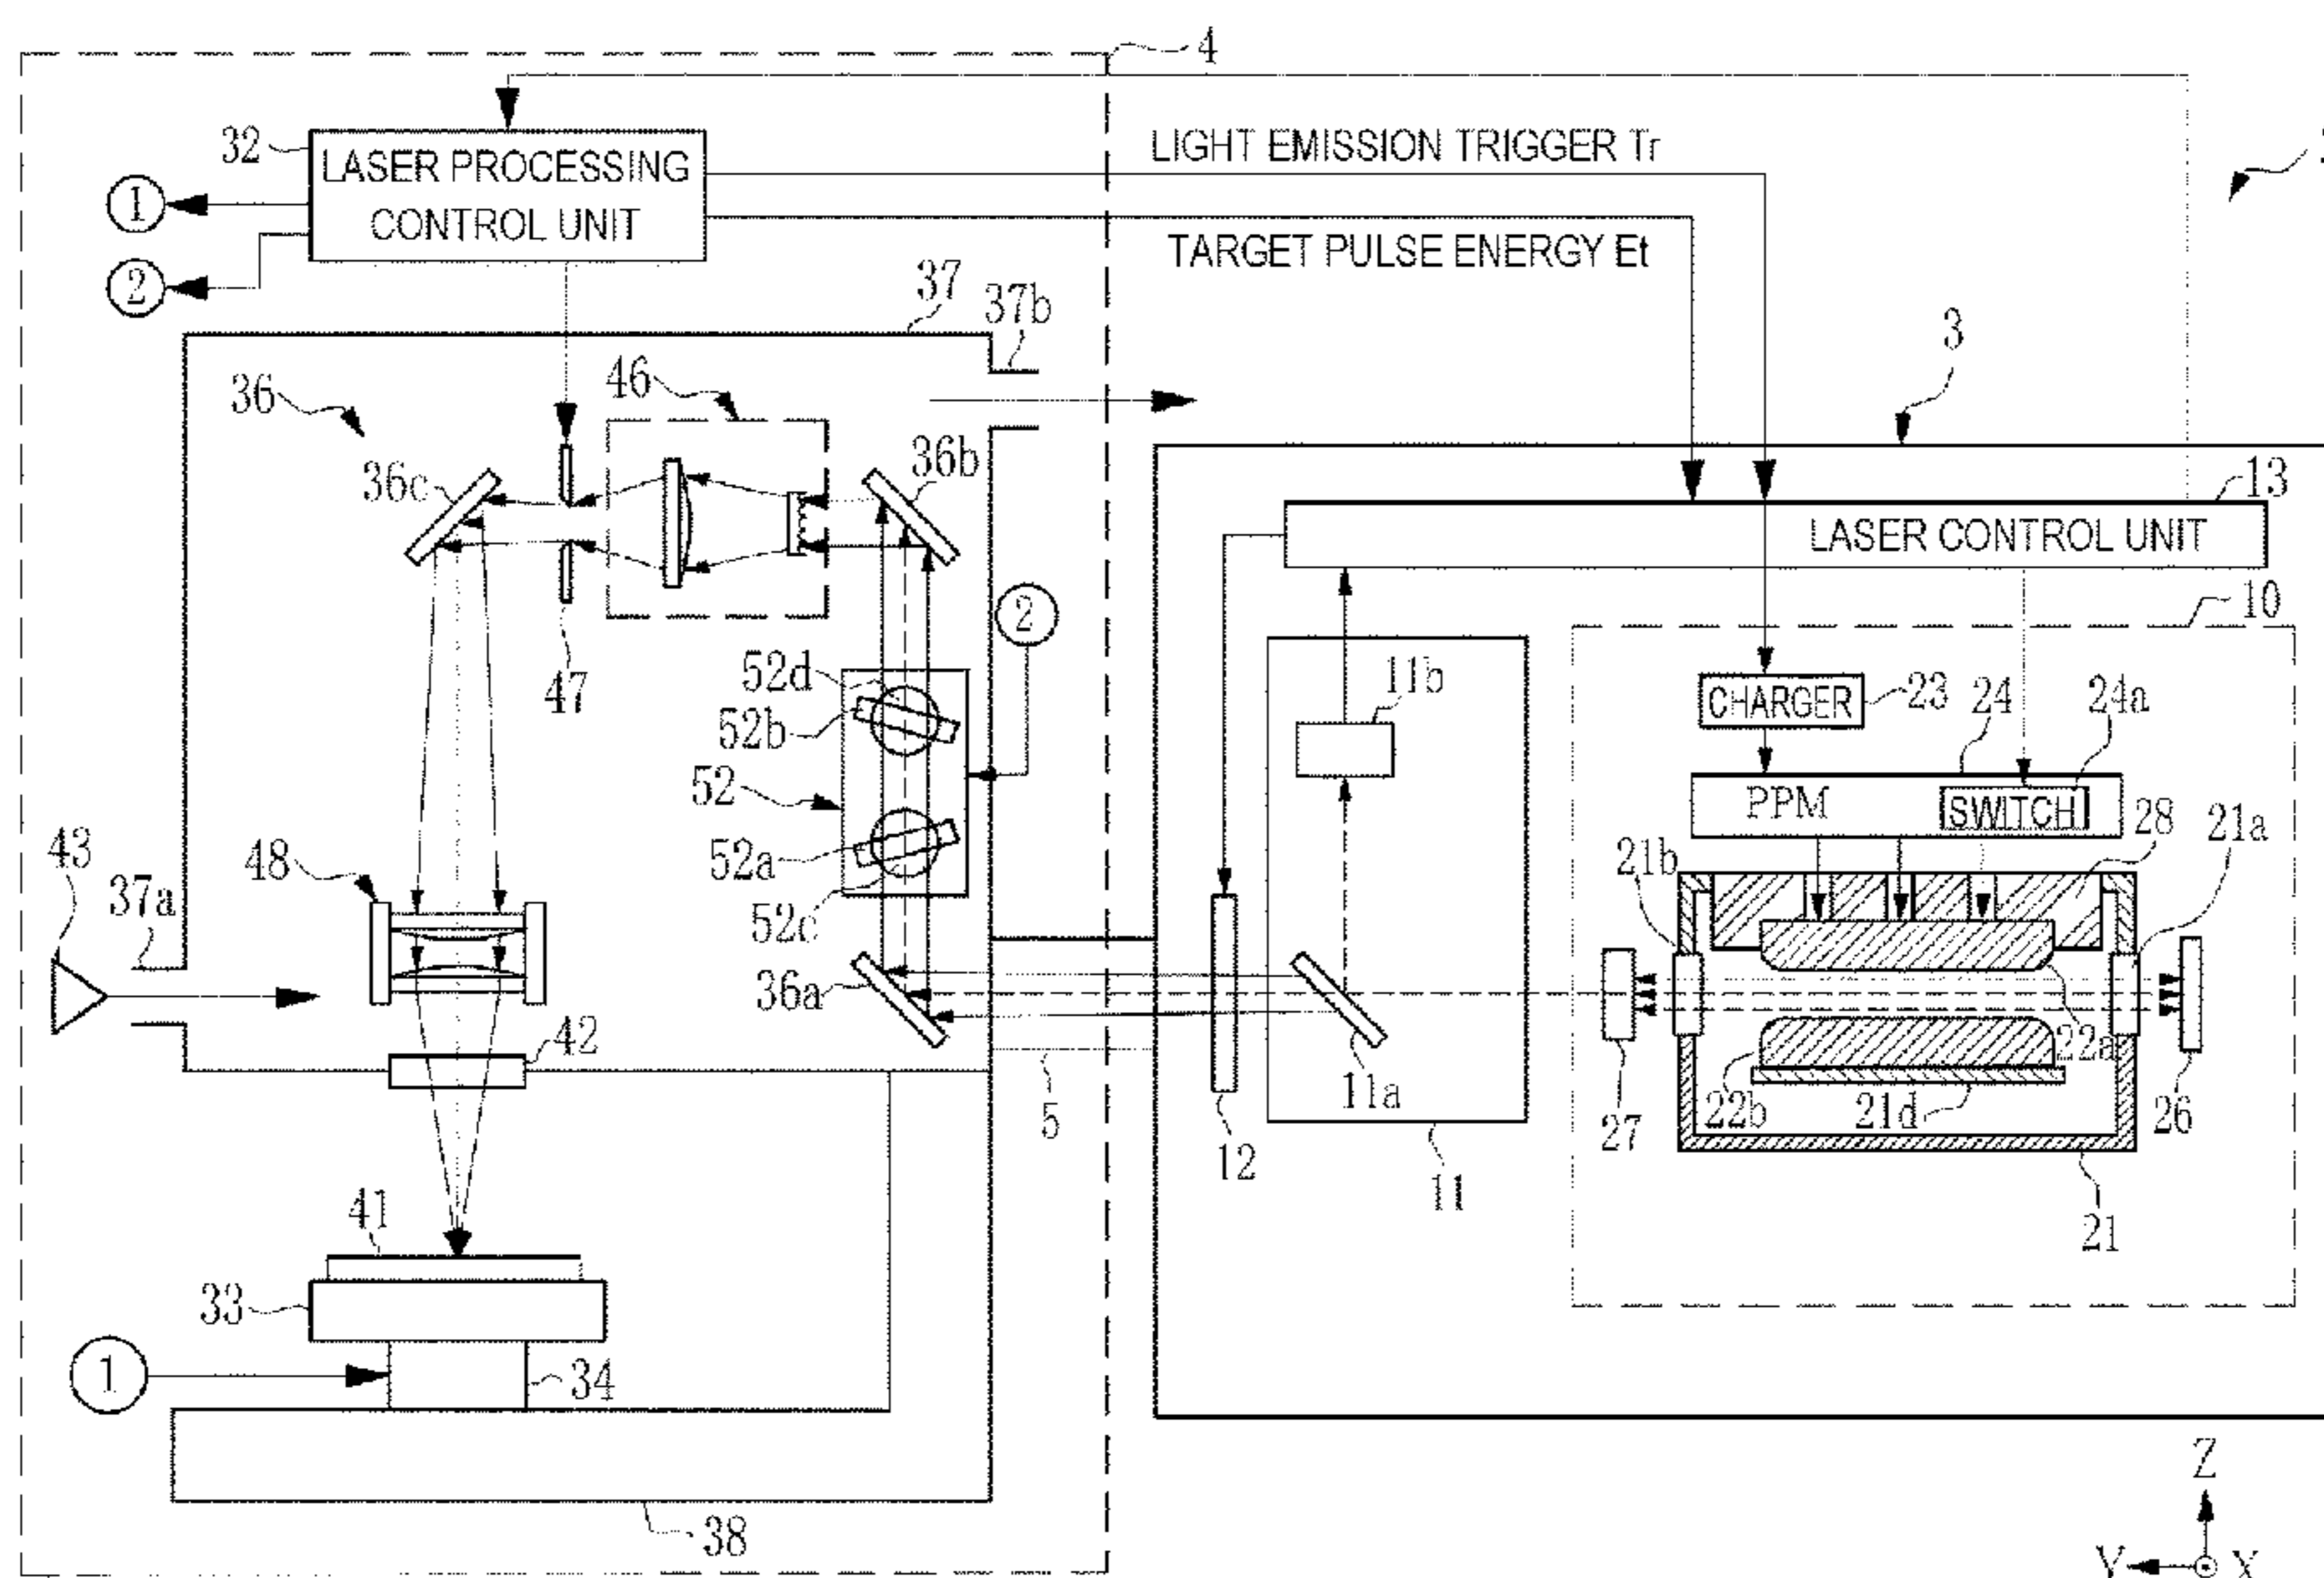 4
32
LASER PROCESSING
CONTROL UNIT
LIGHT EMISSION TRIGGER Tr
TARGET PULSE ENERGY Et
1
2
37
37b
3
36
46
36c
36b
13
LASER CONTROL UNIT
10
2
47
52d
52b
11b
CHARGER
23
24
24a
PPM
SWITCH
28
21a
21b
52
52a
52c
43
37a
48
36a
42
5
12
11a
11
27
22b
22a
21d
26
21
41
33
1
34
38
Z
Y
X